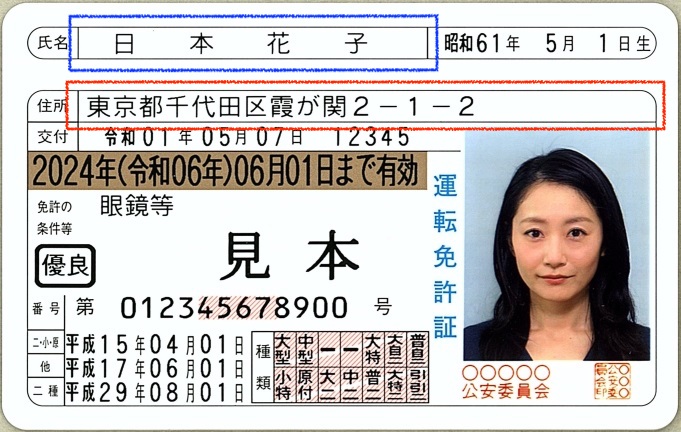 氏名 日本花子 昭和61年 5月 1日生
住所 東京都千代田区霞が関2-1-2
交付 令和01年05月07日 12345
2024年(令和06年)06月01日まで有効
免許の
条件等
眼鏡等
優良
見本
運転免許証
番号 第 012345678900 号
二・小・原 平成15年04月01日
他 平成17年06月01日
二種 平成29年08月01日
種類
大型 中型 ー ー 大特 大自二 普自二
小特 原付 大二 中二 普二 大特二 引引二
○○○○○
公安委員会